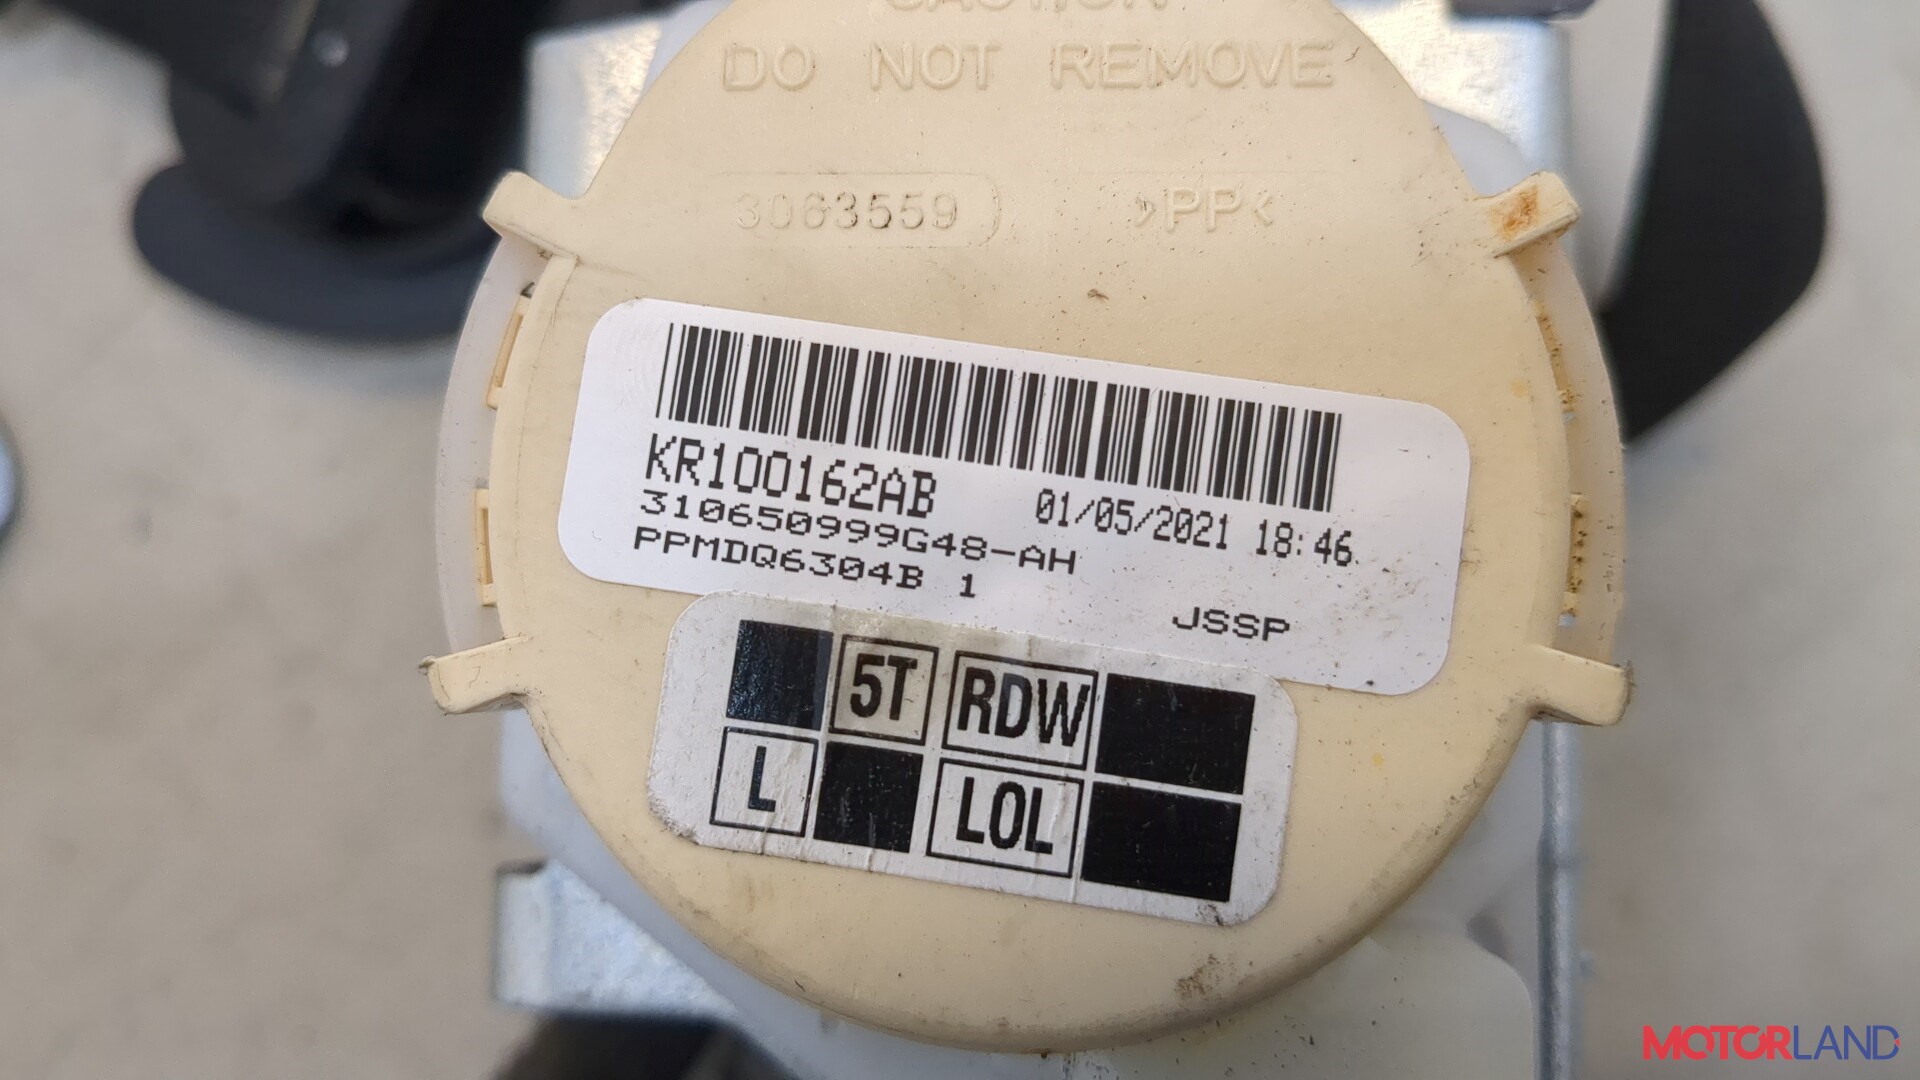 CAUTION
DO NOT REMOVE
3063559 >PP<
KR100162AB 01/05/2021 18:46
310650999G48-AH
PPMDQ6304B 1
JSSP
5T RDW
L LOL
MOTORLAND